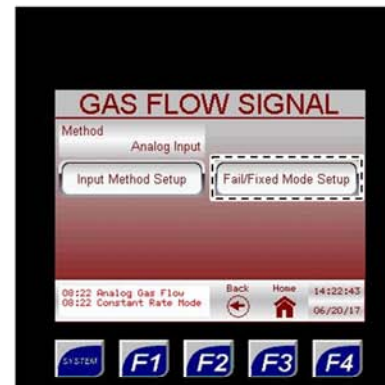 GAS FLOW SIGNAL
Method
Analog Input
Input Method Setup
Fail/Fixed Mode Setup
08:22 Analog Gas Flow
08:22 Constant Rate Mode
Back
Home
14:22:43
06/20/17
SYSTEM
F1
F2
F3
F4